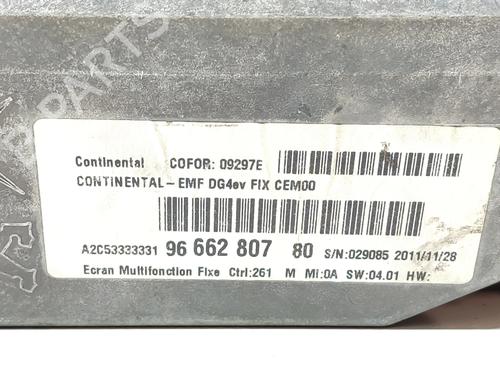 Continental COFOR: 09297E
CONTINENTAL-EMF DG4ev FIX CEM00
A2C53333331 96 662 807 80 S/N:029085 2011/11/28
Ecran Multifonction Fixe Ctrl:261 M Mi:0A SW:04.01 HW: